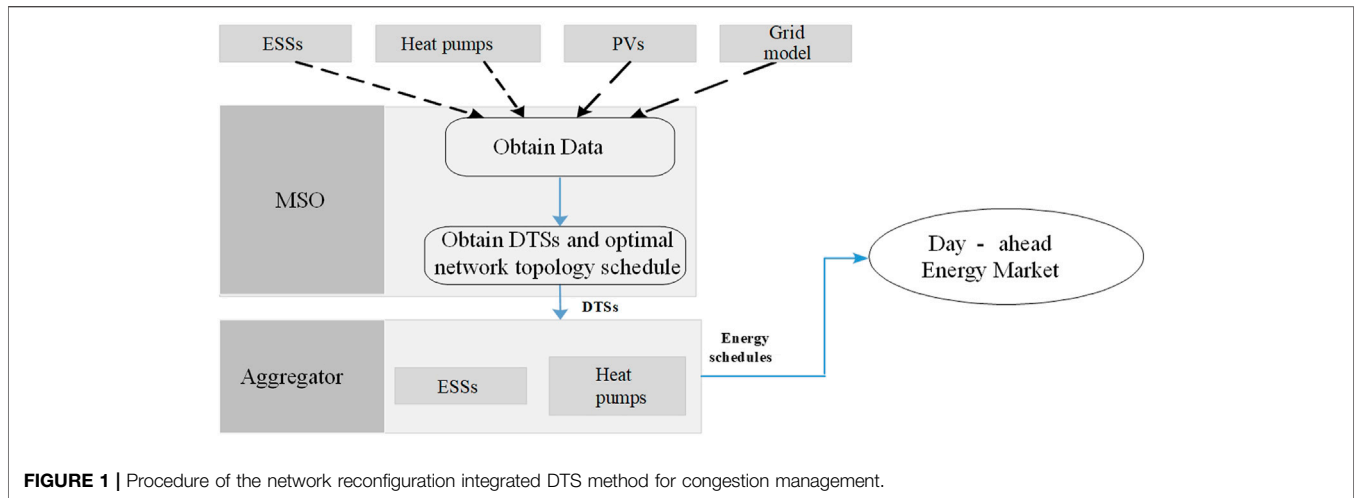 ESSs
Heat pumps
PVs
Grid
model
Obtain Data
MSO
Obtain DTSs and optimal
network topology schedule
DTSs
Day - ahead
Energy Market
Energy
schedules
Aggregator
ESSs
Heat
pumps
FIGURE 1 | Procedure of the network reconfiguration integrated DTS method for congestion management.